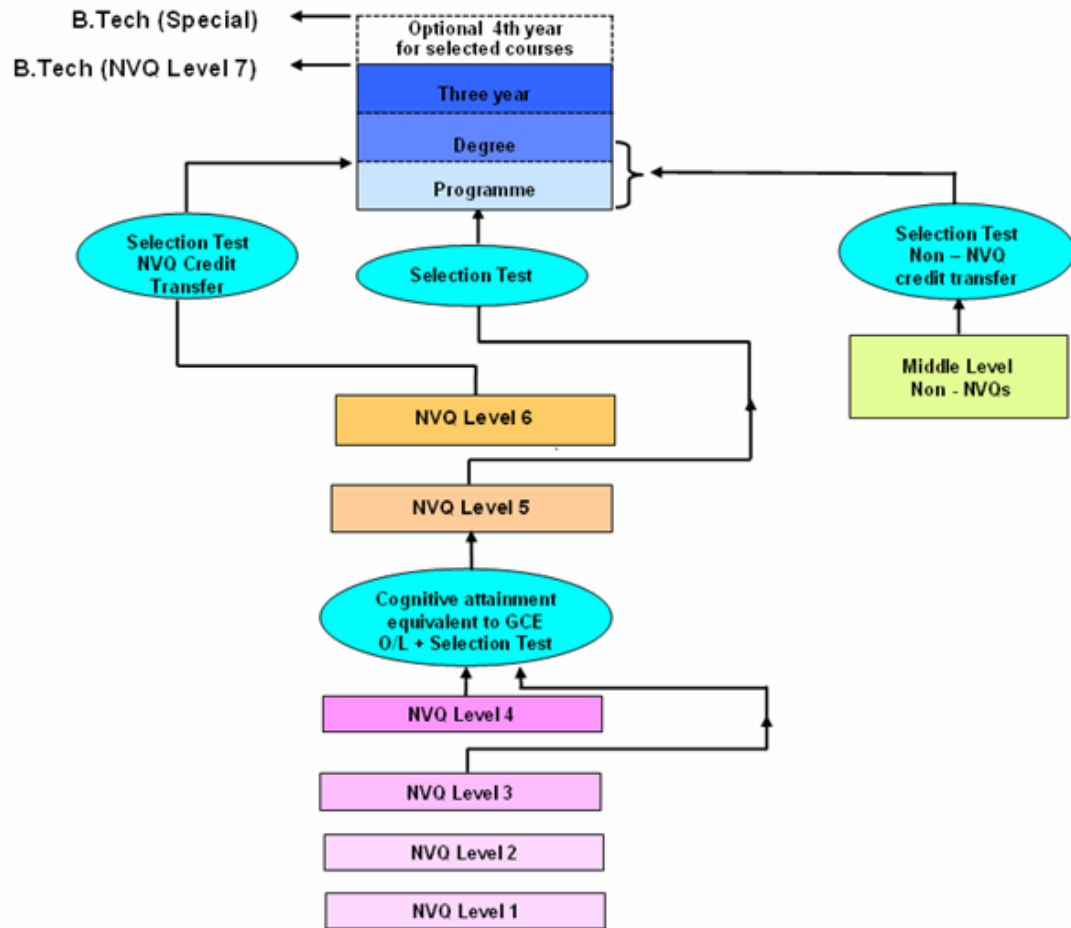 B.Tech (Special)
Optional 4th year
for selected courses
B.Tech (NVQ Level 7)
Three year
Degree
Programme
Selection Test
NVQ Credit
Transfer
Selection Test
Selection Test
Non – NVQ
credit transfer
Middle Level
Non - NVQs
NVQ Level 6
NVQ Level 5
Cognitive attainment
equivalent to GCE
O/L + Selection Test
NVQ Level 4
NVQ Level 3
NVQ Level 2
NVQ Level 1